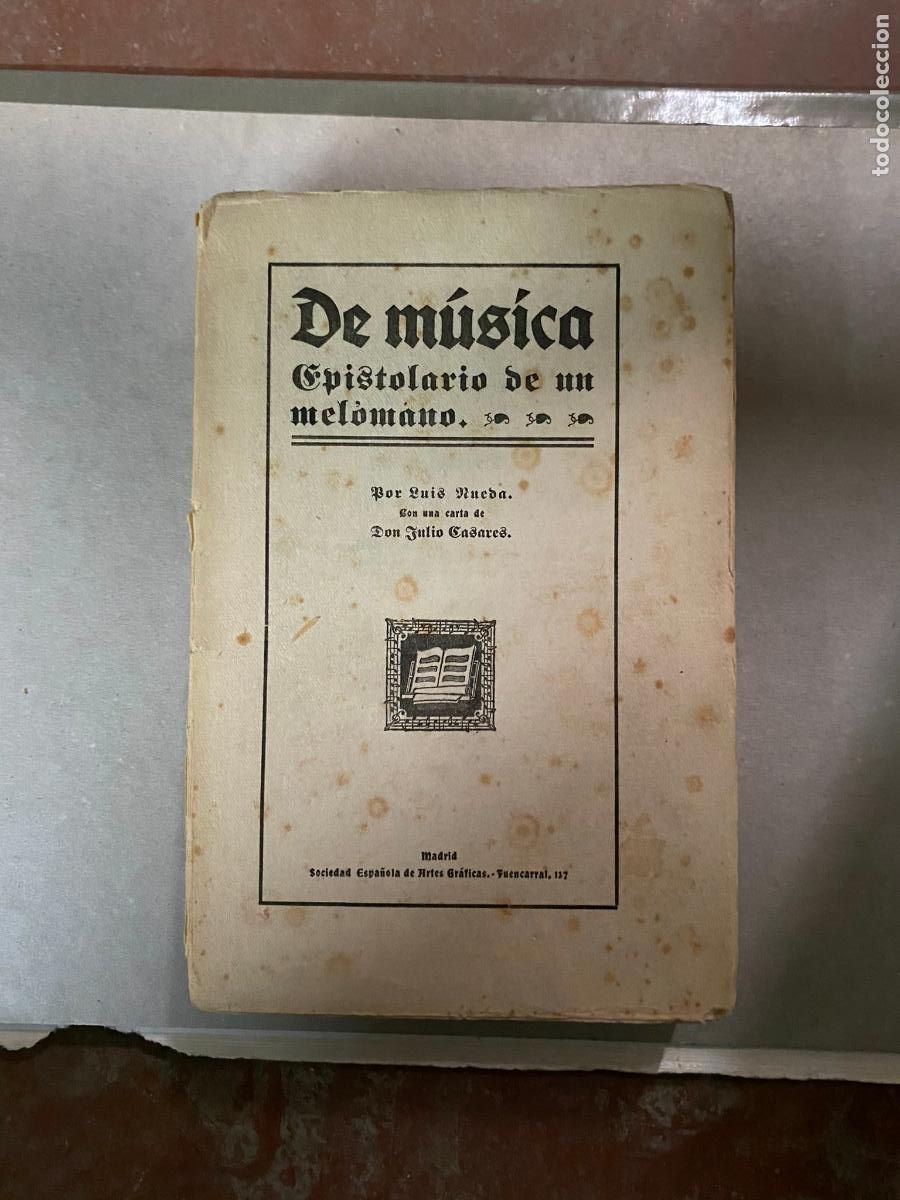 De música
Epistolario de un
melómano.
Por Luis Rueda.
Con una carta de
Don Julio Casares.
Madrid
Sociedad Española de Artes Gráficas.-Fuencarral, 137
todocoleccion